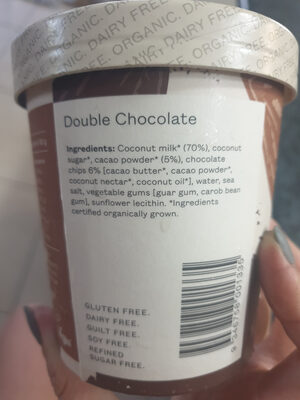 ORGANIC. DAIRY FREE.
ORGANIC. DAIRY FREE.
Double Chocolate
Ingredients: Coconut milk* (70%), coconut
sugar*, cacao powder* (5%), chocolate
chips 6% [cacao butter*, cacao powder*,
coconut nectar*, coconut oil*], water, sea
salt, vegetable gums [guar gum, carob bean
gum], sunflower lecithin. *Ingredients
certified organically grown.
GLUTEN FREE.
DAIRY FREE.
GUILT FREE.
SOY FREE.
REFINED
SUGAR FREE.